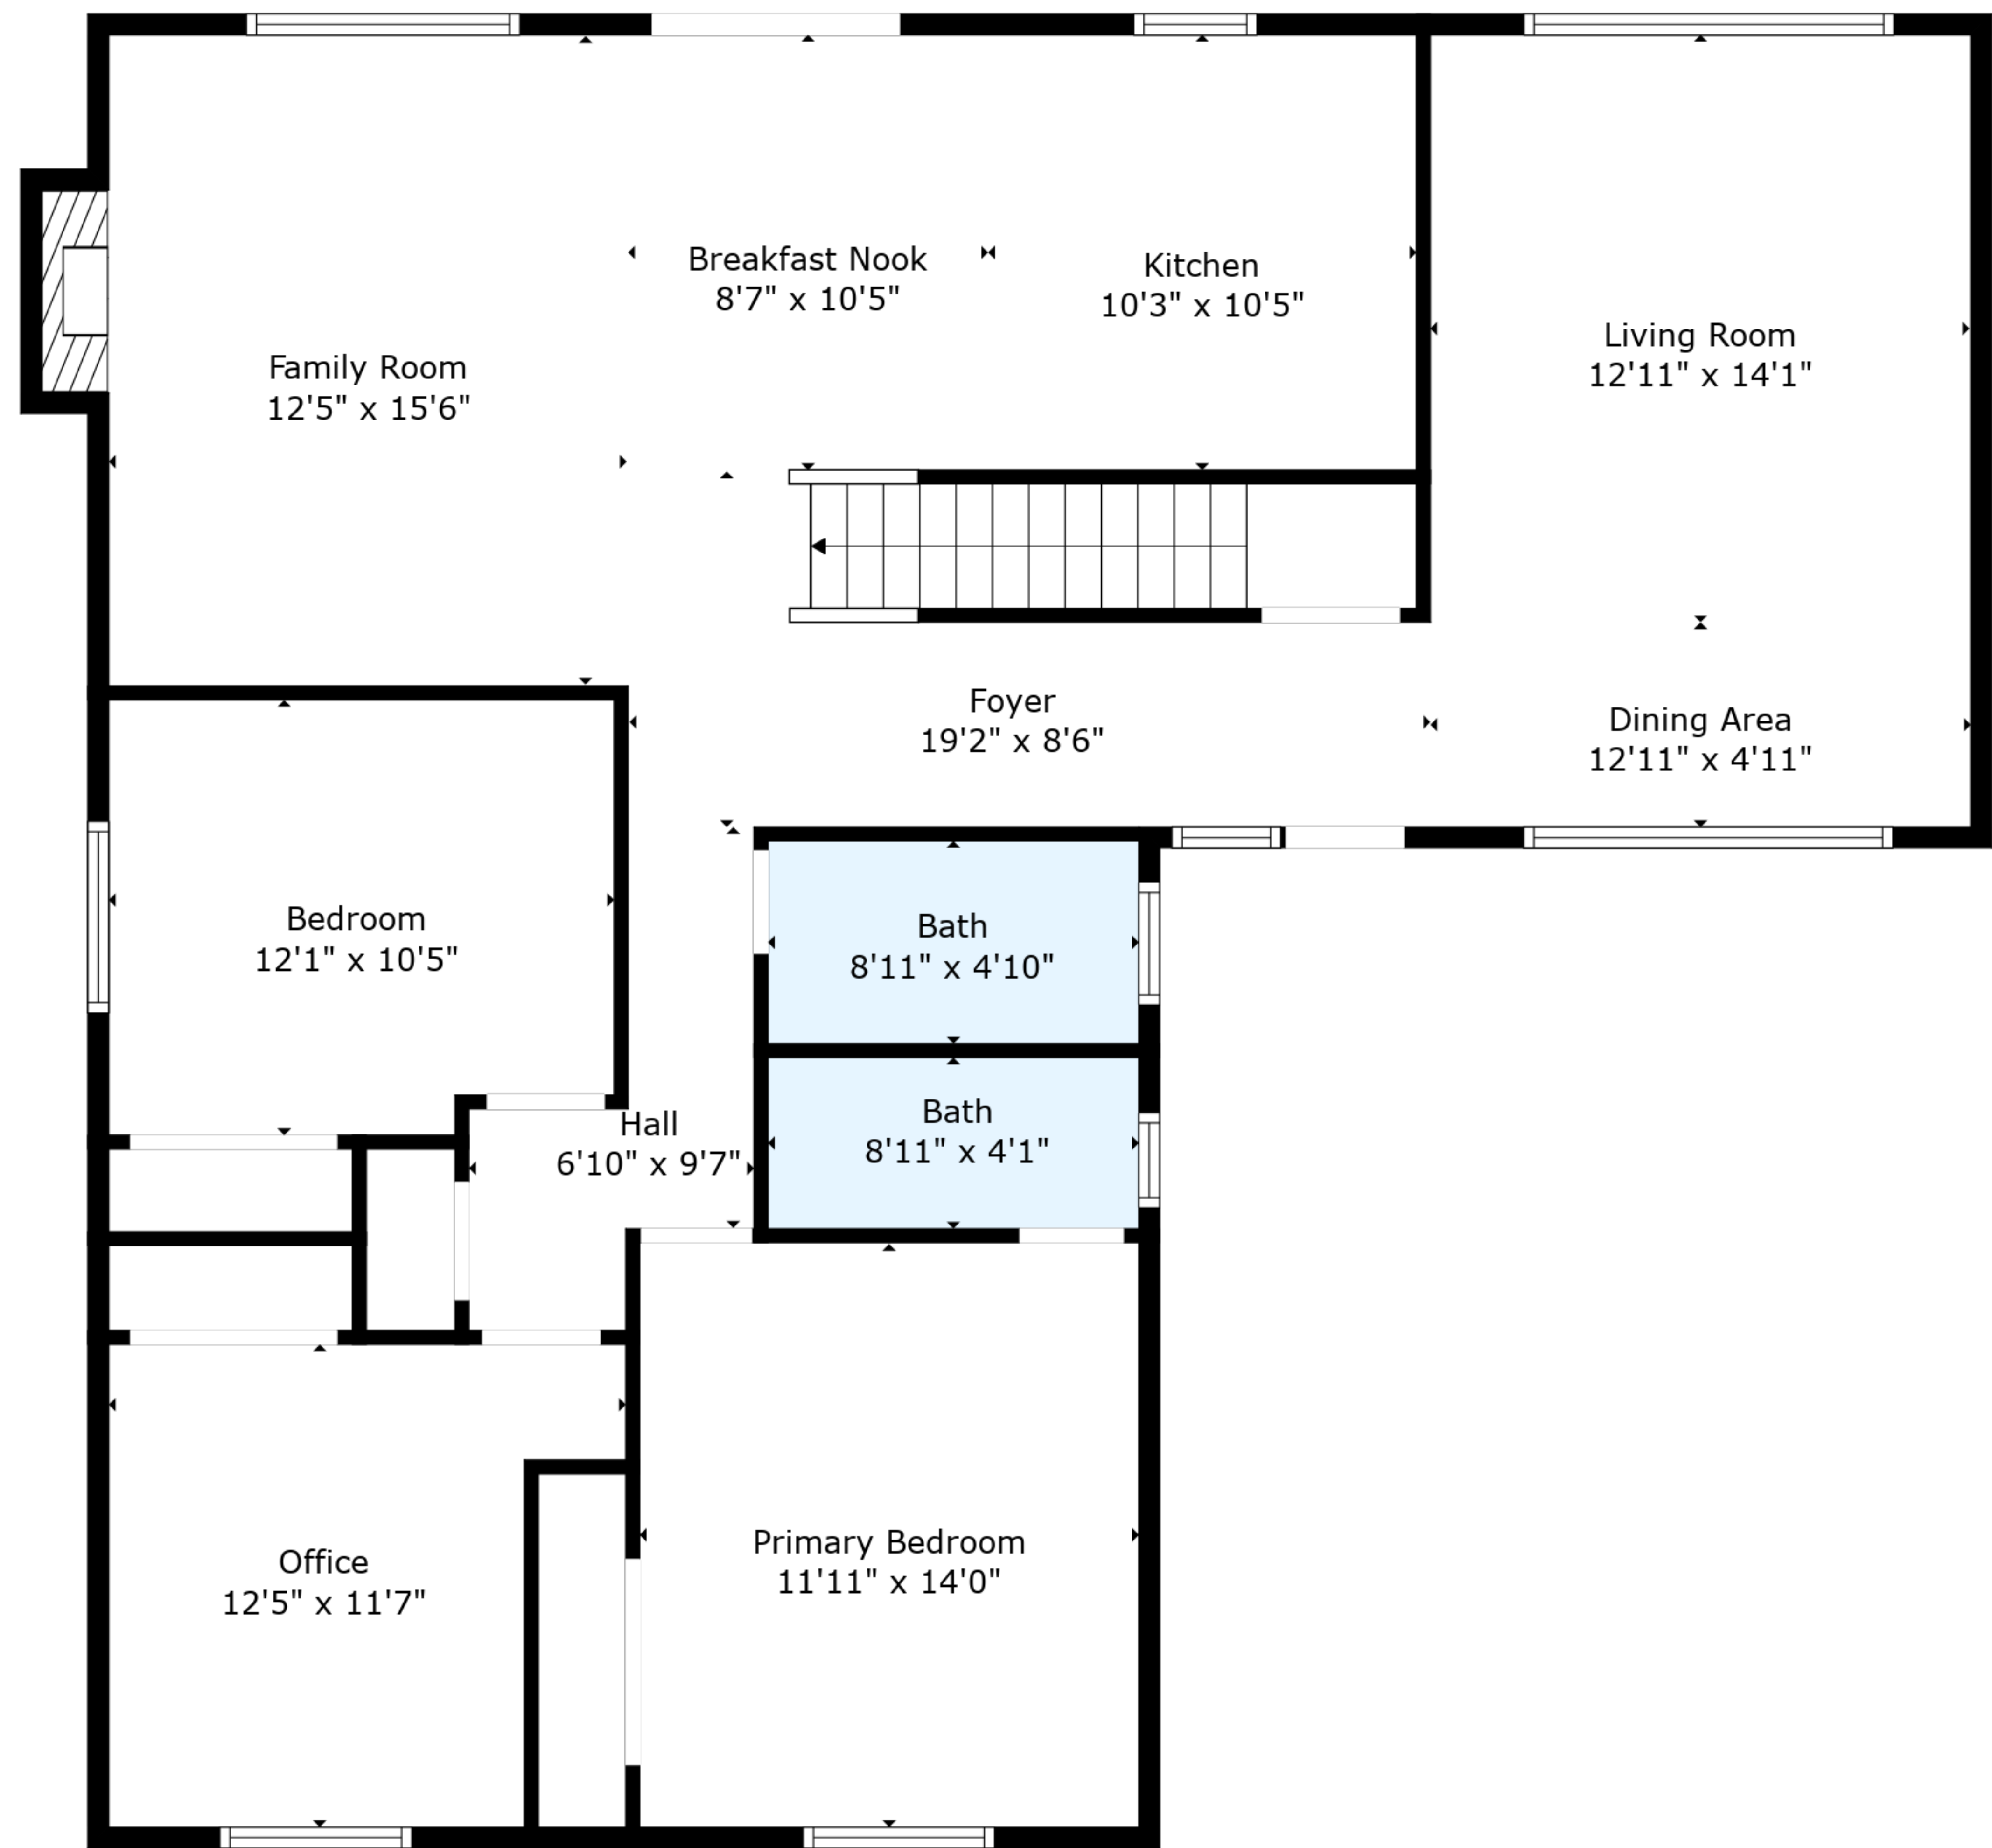 Breakfast Nook
8'7" x 10'5"
Kitchen
10'3" x 10'5"
Living Room
12'11" x 14'1"
Family Room
12'5" x 15'6"
Foyer
19'2" x 8'6"
Dining Area
12'11" x 4'11"
Bedroom
12'1" x 10'5"
Bath
8'11" x 4'10"
Hall
6'10" x 9'7"
Bath
8'11" x 4'1"
Office
12'5" x 11'7"
Primary Bedroom
11'11" x 14'0"